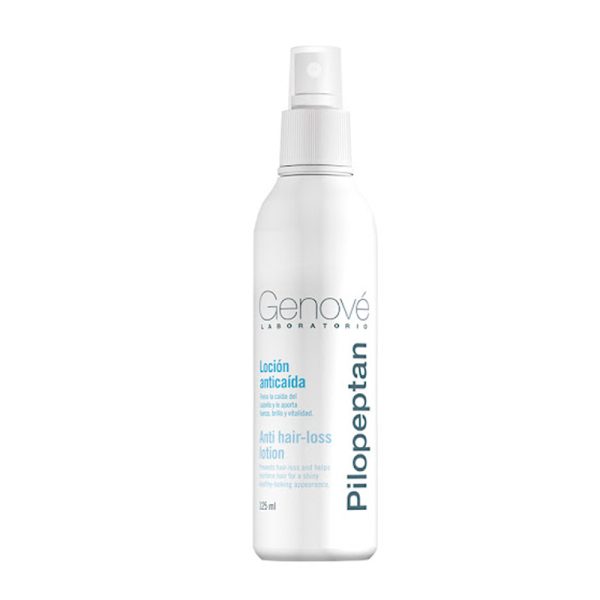 Genové
LABORATORIO
Loción
anticaída
Frena la caída del
cabello y le aporta
fuerza, brillo y vitalidad.
Anti hair-loss
lotion
Prevents hair-loss and helps
hair for a shiny
healthy-looking appearance.
125 ml
Pilopeptan